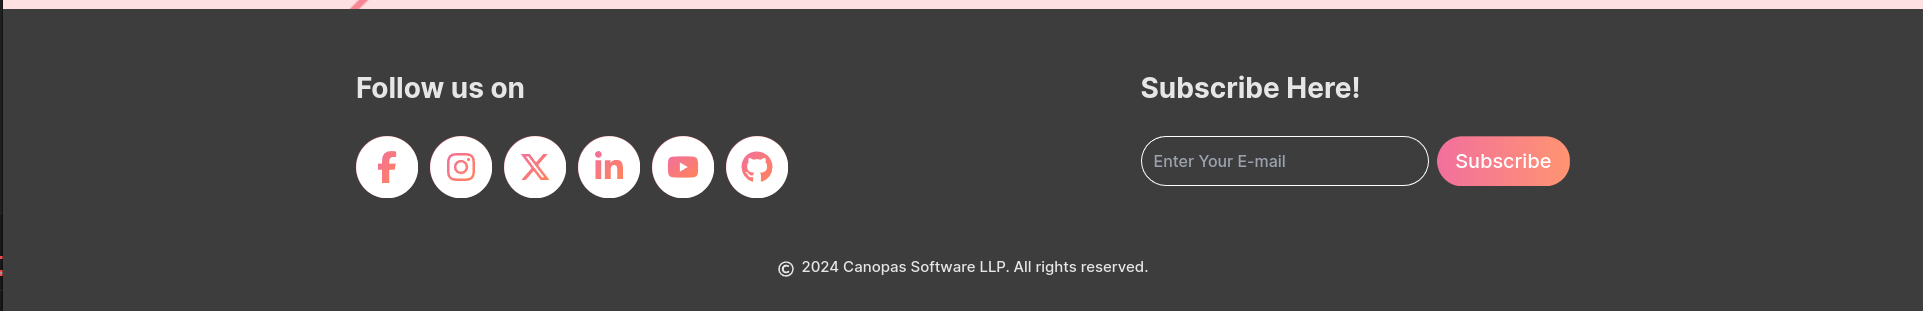 Follow us on
Subscribe Here!
Enter Your E-mail
Subscribe
© 2024 Canopas Software LLP. All rights reserved.